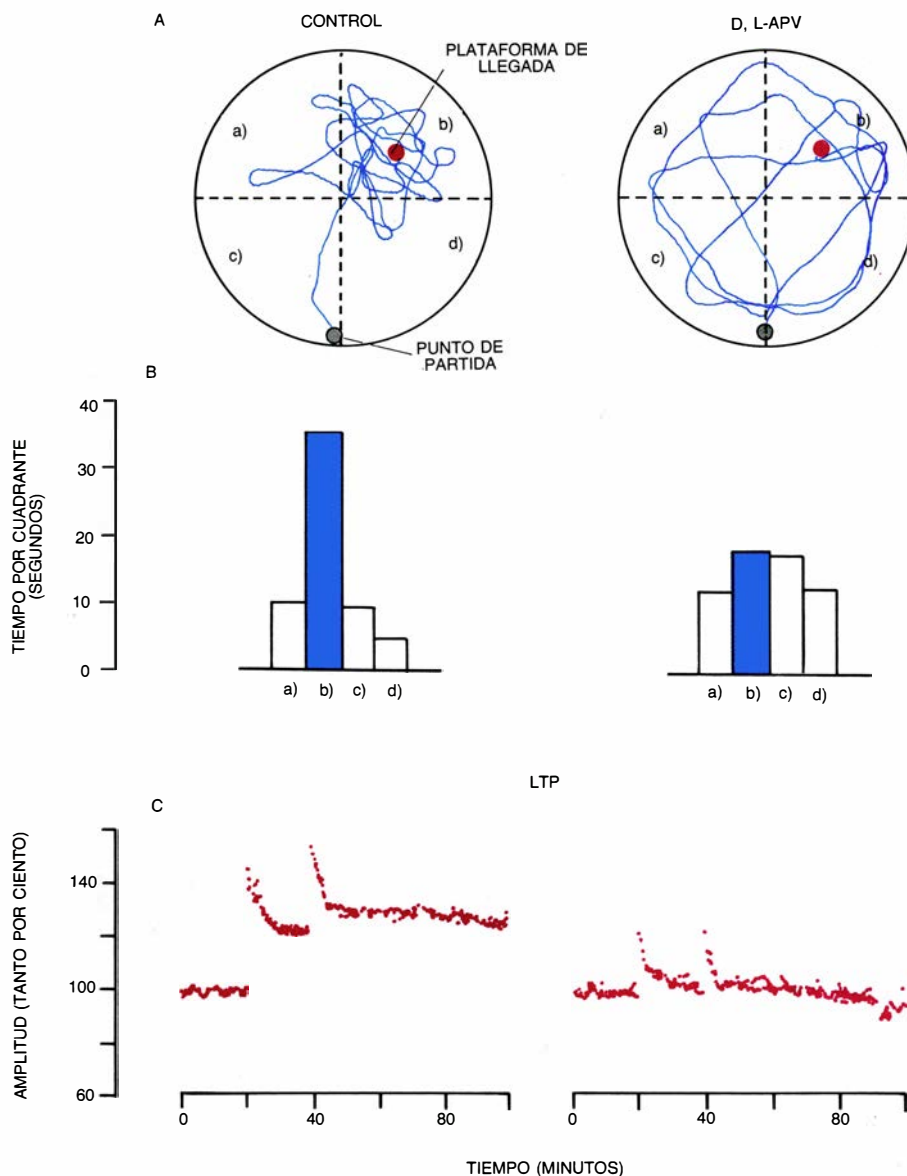 A
CONTROL
D, L-APV
PLATAFORMA DE
LLEGADA
a)
b)
c)
d)
a)
b)
c)
d)
PUNTO DE
PARTIDA
B
TIEMPO POR CUADRANTE
(SEGUNDOS)
40
30
20
10
0
a) b) c) d)
a) b) c) d)
LTP
C
AMPLITUD (TANTO POR CIENTO)
140
100
60
0 40 80
0 40 80
TIEMPO (MINUTOS)